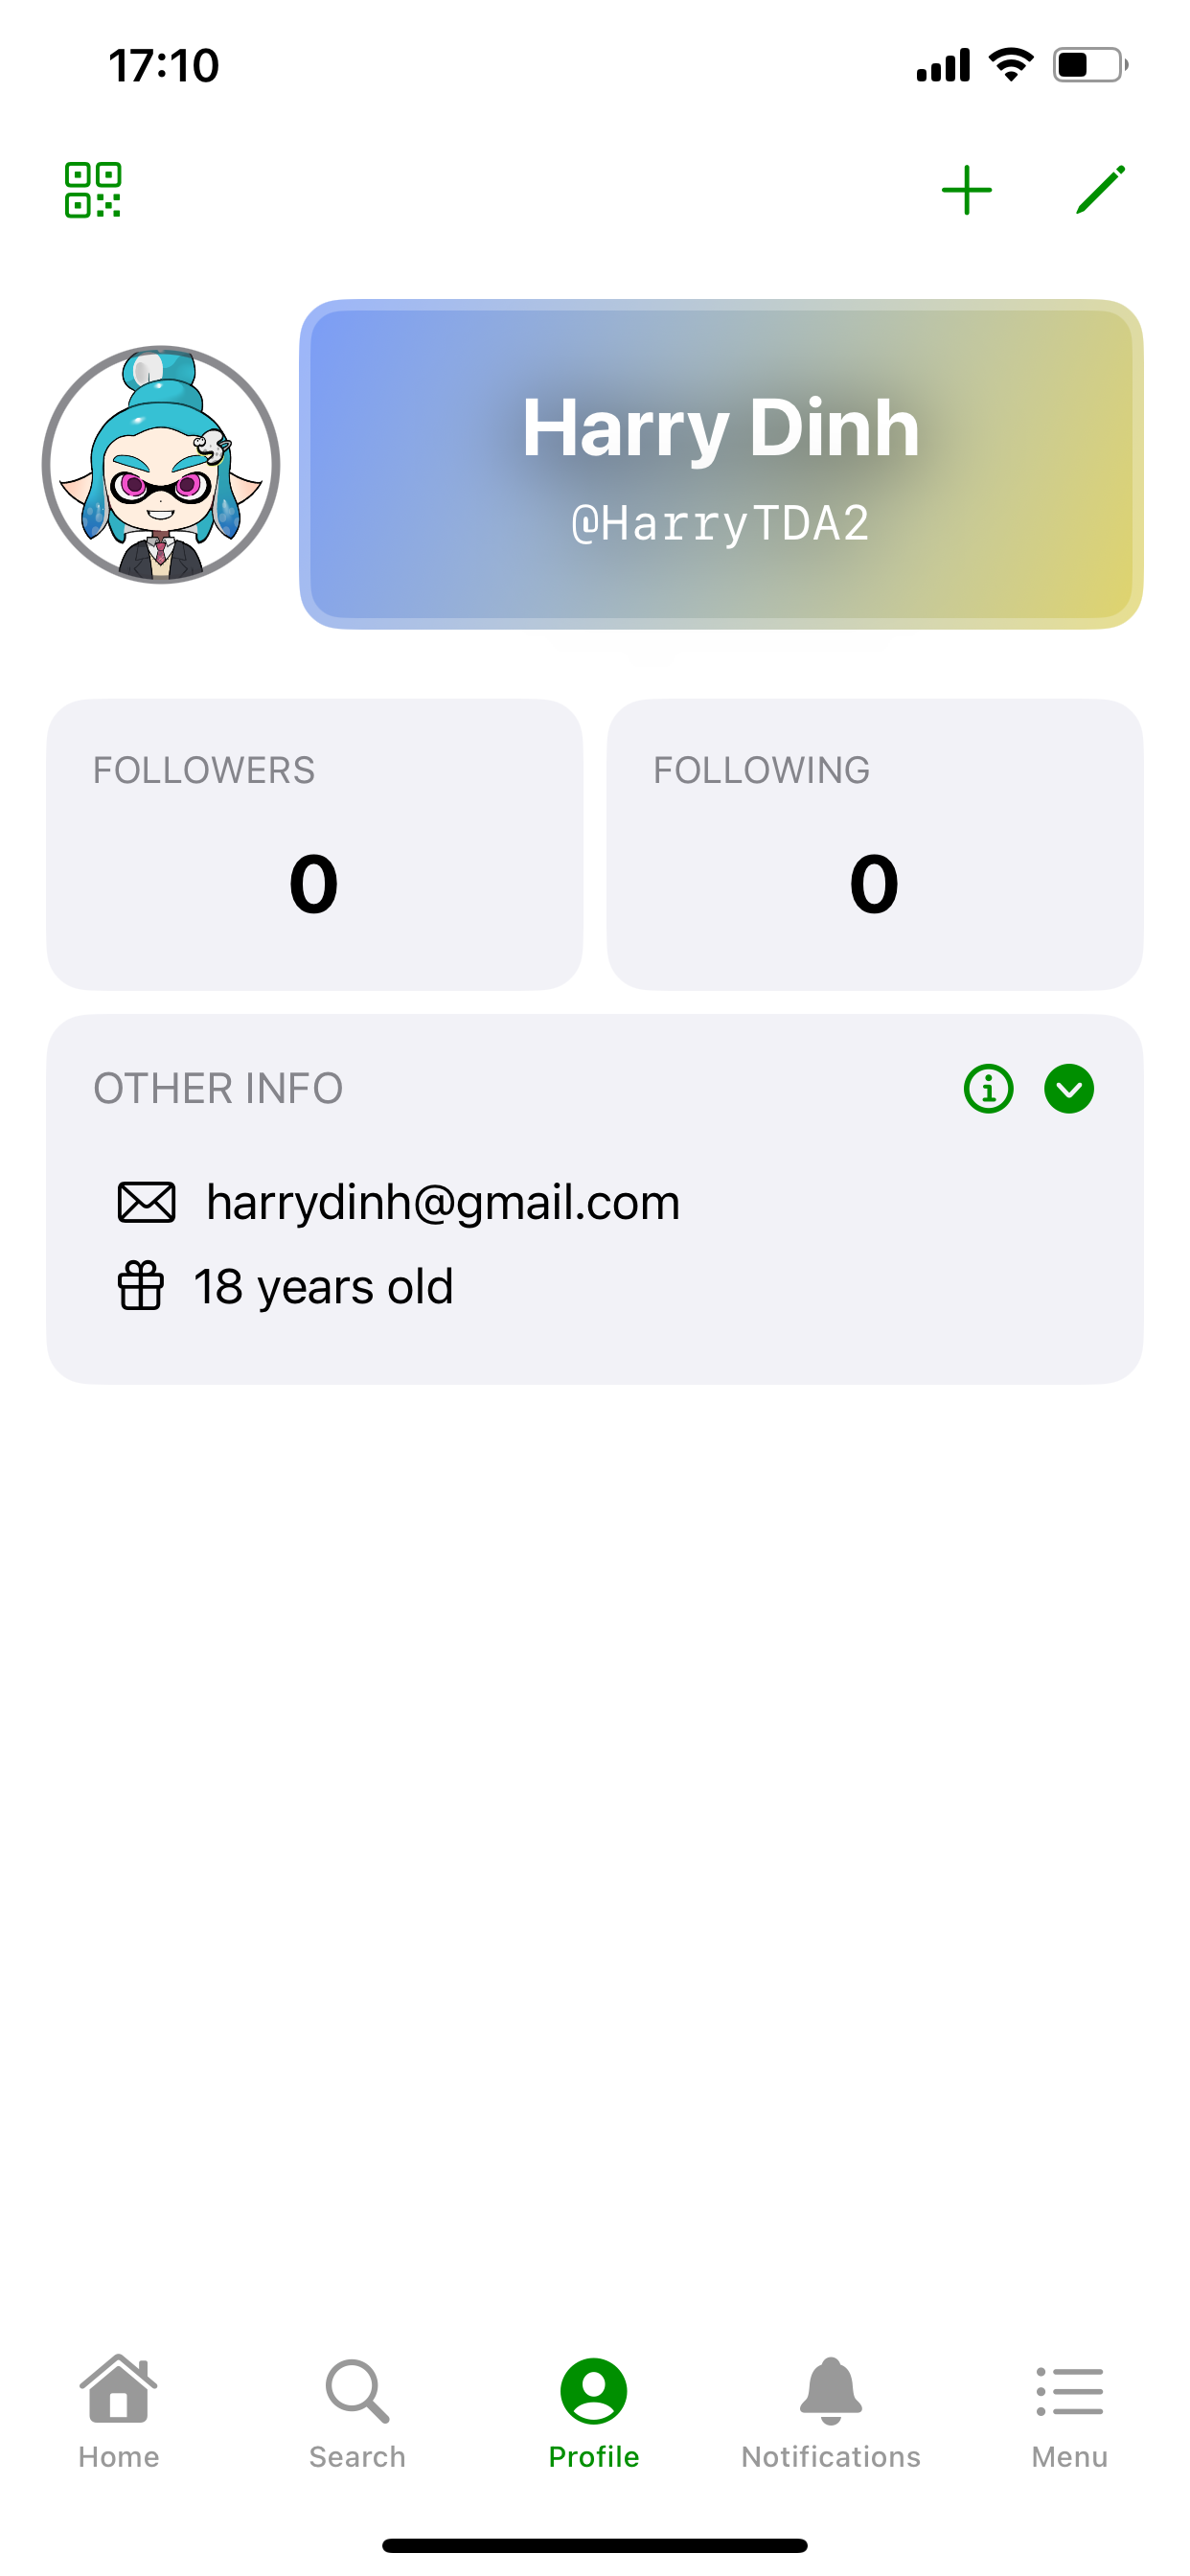 17:10
Harry Dinh
@HarryTDA2
FOLLOWERS
FOLLOWING
0
0
OTHER INFO
harrydinh@gmail.com
18 years old
Home
Search
Profile
Notifications
Menu